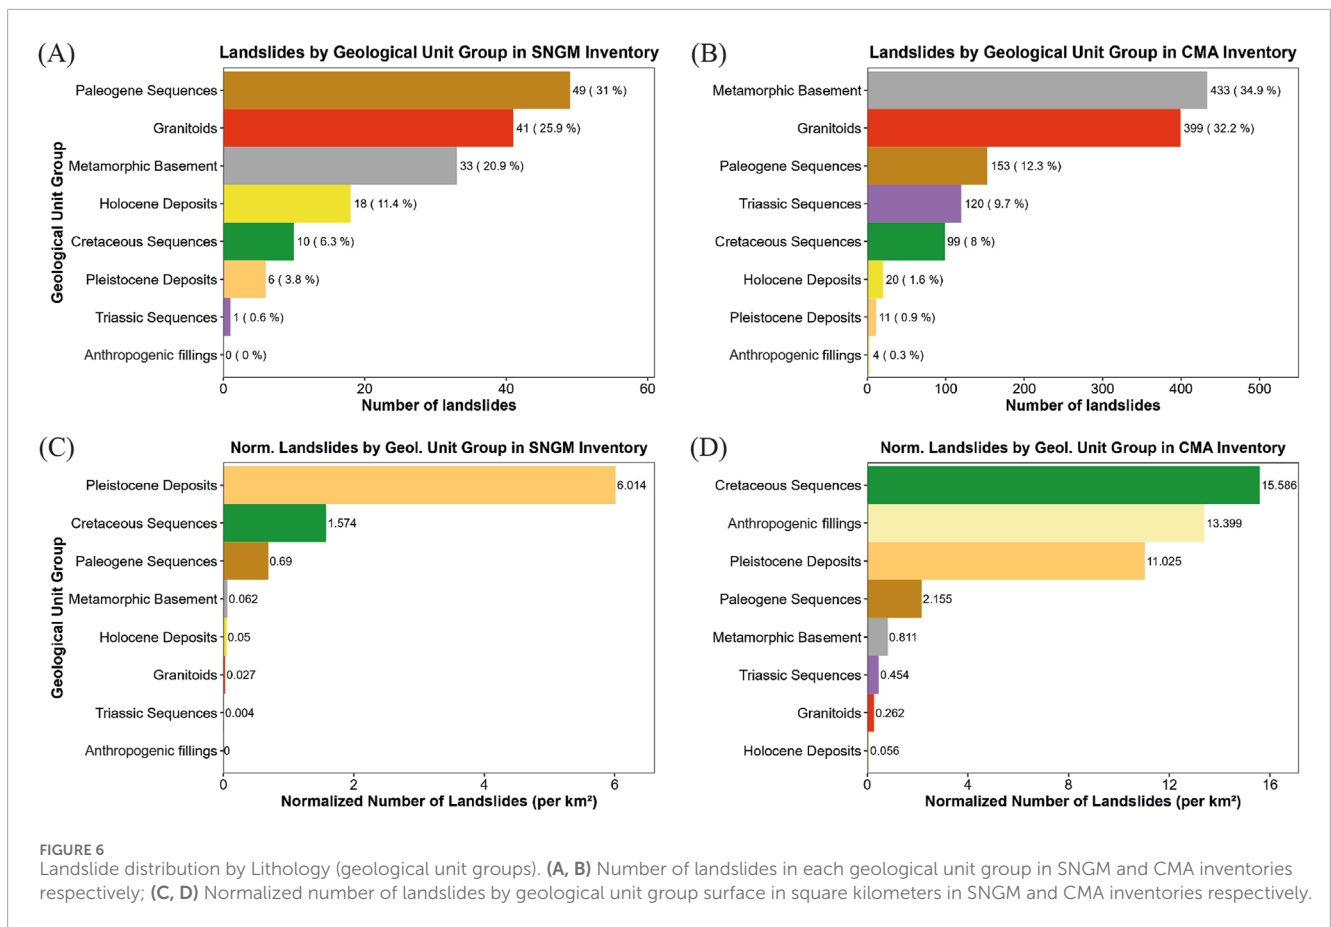 (A)
Landslides by Geological Unit Group in SNGM Inventory
Geological Unit Group
Paleogene Sequences 49 ( 31 %)
Granitoids 41 ( 25.9 %)
Metamorphic Basement 33 ( 20.9 %)
Holocene Deposits 18 ( 11.4 %)
Cretaceous Sequences 10 ( 6.3 %)
Pleistocene Deposits 6 ( 3.8 %)
Triassic Sequences 1 ( 0.6 %)
Anthropogenic fillings 0 ( 0 %)
0 20 40 60
Number of landslides
(B)
Landslides by Geological Unit Group in CMA Inventory
Metamorphic Basement 433 ( 34.9 %)
Granitoids 399 ( 32.2 %)
Paleogene Sequences 153 ( 12.3 %)
Triassic Sequences 120 ( 9.7 %)
Cretaceous Sequences 99 ( 8 %)
Holocene Deposits 20 ( 1.6 %)
Pleistocene Deposits 11 ( 0.9 %)
Anthropogenic fillings 4 ( 0.3 %)
0 100 200 300 400 500
Number of landslides
(C)
Norm. Landslides by Geol. Unit Group in SNGM Inventory
Geological Unit Group
Pleistocene Deposits 6.014
Cretaceous Sequences 1.574
Paleogene Sequences 0.69
Metamorphic Basement 0.062
Holocene Deposits 0.05
Granitoids 0.027
Triassic Sequences 0.004
Anthropogenic fillings 0
0 2 4 6
Normalized Number of Landslides (per km²)
(D)
Norm. Landslides by Geol. Unit Group in CMA Inventory
Cretaceous Sequences 15.586
Anthropogenic fillings 13.399
Pleistocene Deposits 11.025
Paleogene Sequences 2.155
Metamorphic Basement 0.811
Triassic Sequences 0.454
Granitoids 0.262
Holocene Deposits 0.056
0 4 8 12 16
Normalized Number of Landslides (per km²)
FIGURE 6
Landslide distribution by Lithology (geological unit groups). (A, B) Number of landslides in each geological unit group in SNGM and CMA inventories
respectively; (C, D) Normalized number of landslides by geological unit group surface in square kilometers in SNGM and CMA inventories respectively.